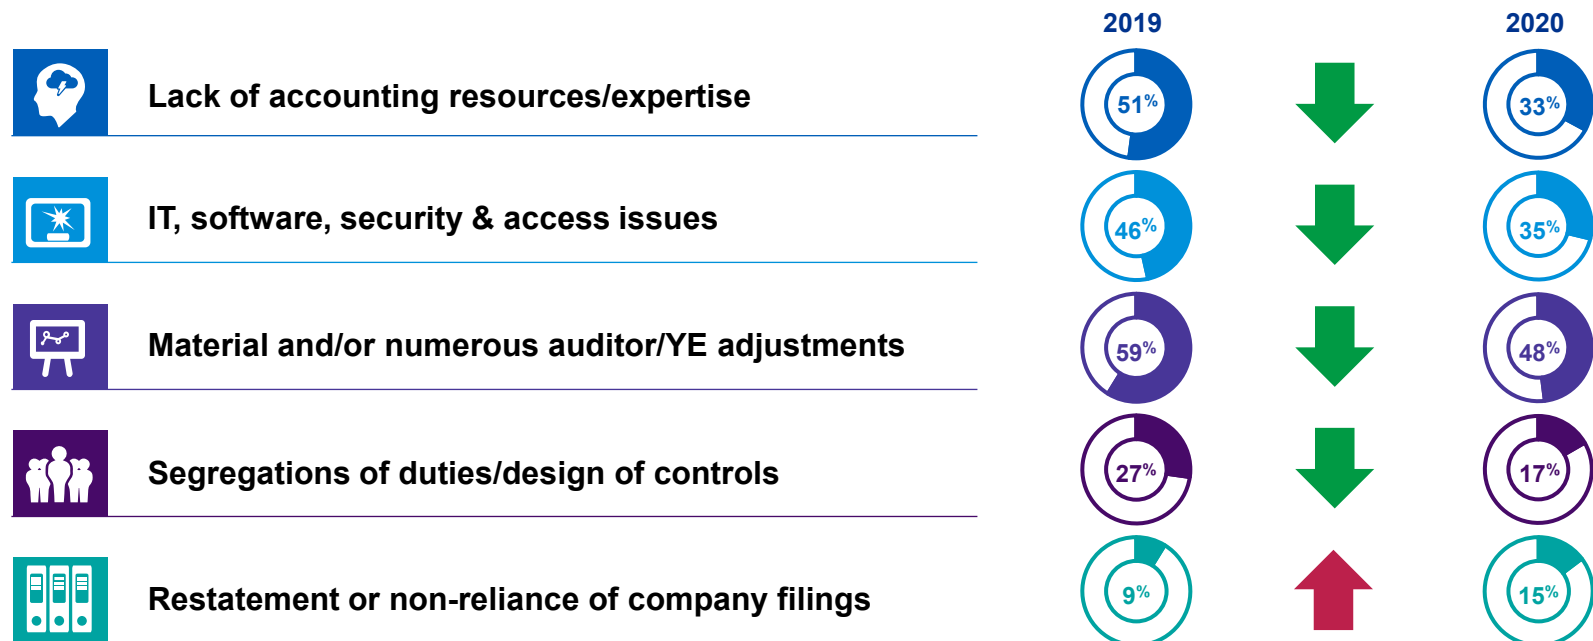 2019 2020
Lack of accounting resources/expertise 51% 33%
IT, software, security & access issues 46% 35%
Material and/or numerous auditor/YE adjustments 59% 48%
Segregations of duties/design of controls 27% 17%
Restatement or non-reliance of company filings 9% 15%